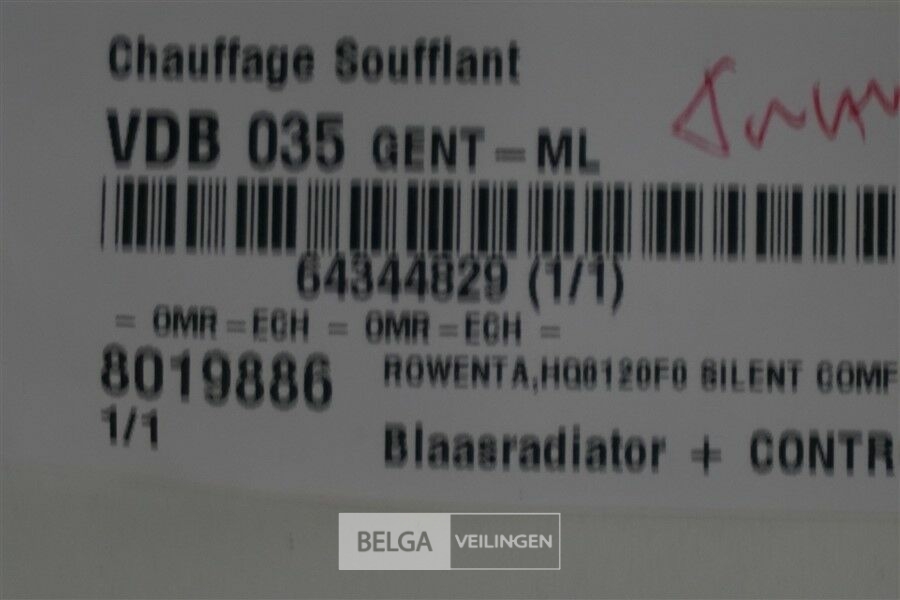 Chauffage Soufflant
VDB 035 GENT - ML
64344829 (1/1)
= OMR - ECH = OMR - ECH =
8019886
ROWENTA,HQ8120F0 SILENT COMF
1/1
Blaasradiator + CONTR
BELGA VEILINGEN